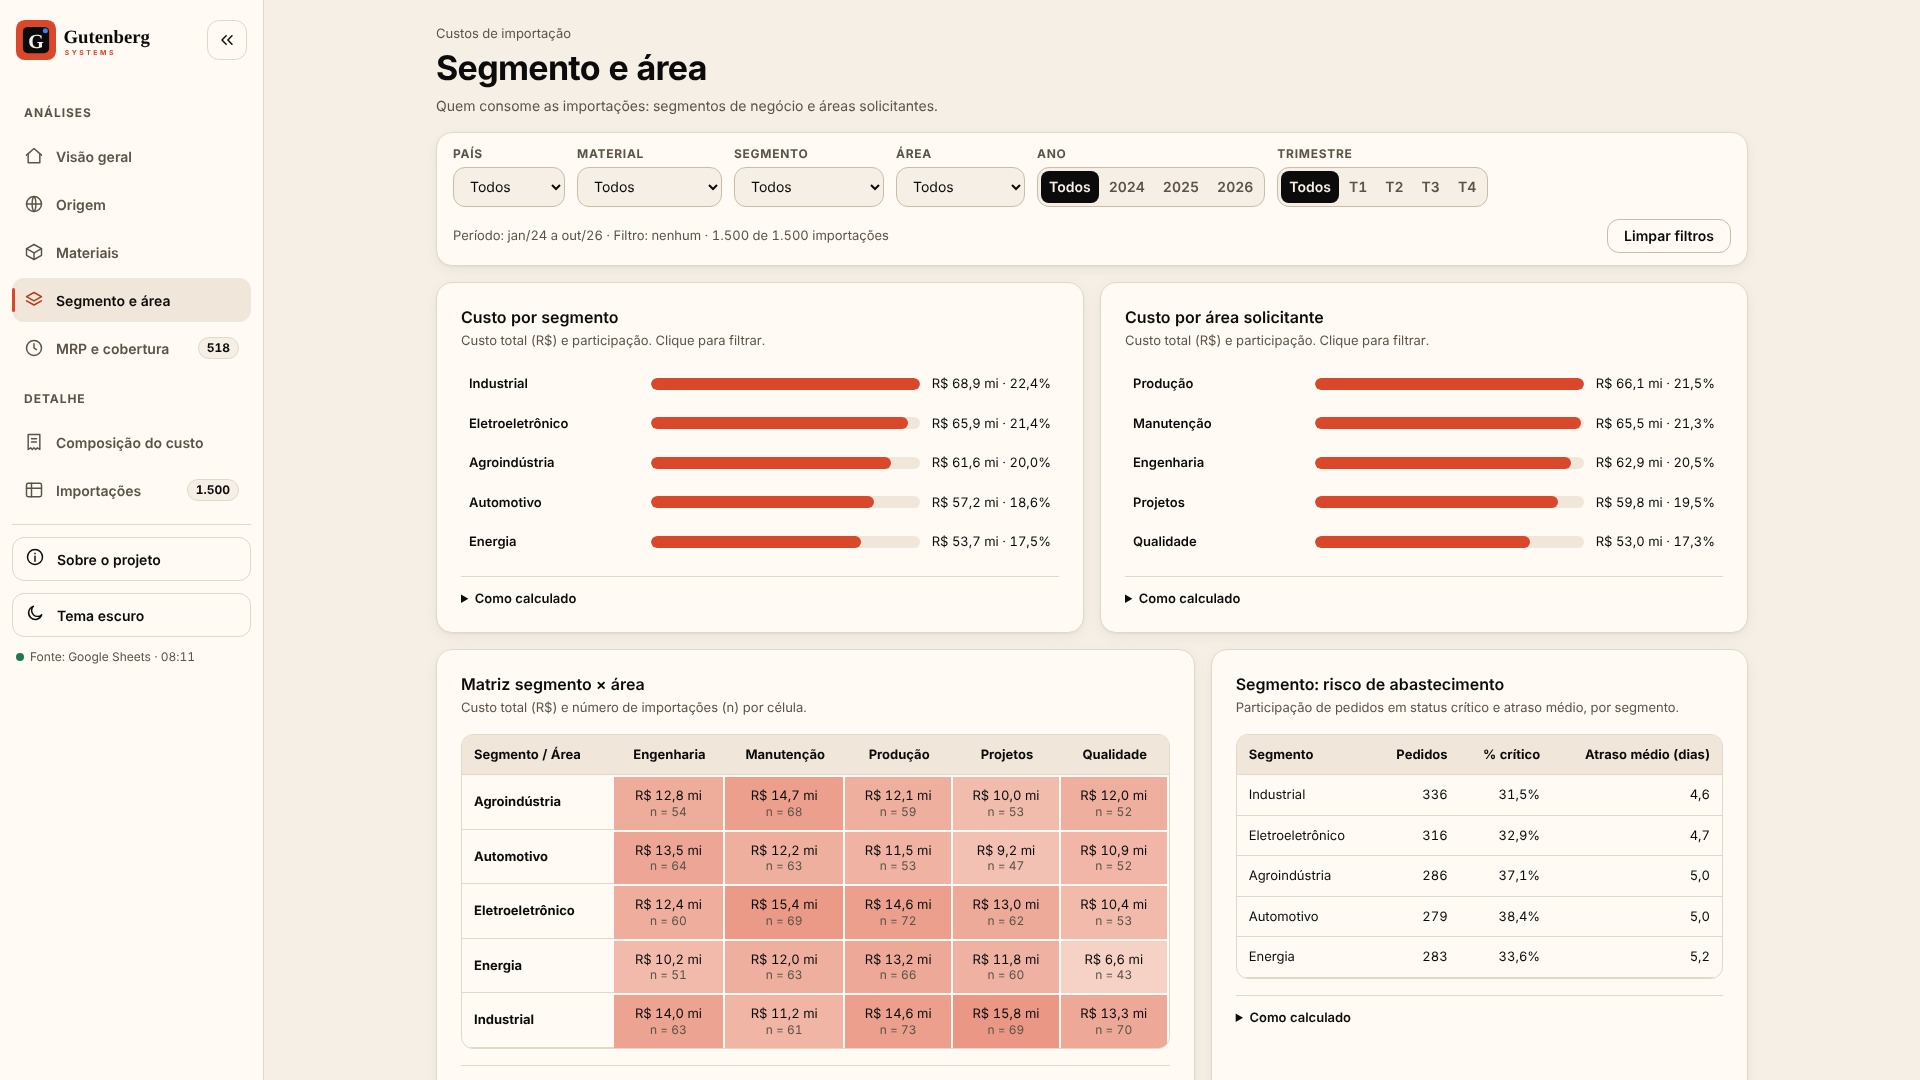 G Gutenberg
SYSTEMS
ANÁLISES
Visão geral
Origem
Materiais
Segmento e área
MRP e cobertura 518
DETALHE
Composição do custo
Importações 1.500
Sobre o projeto
Tema escuro
Fonte: Google Sheets · 08:11
Custos de importação
Segmento e área
Quem consome as importações: segmentos de negócio e áreas solicitantes.
PAÍS MATERIAL SEGMENTO ÁREA ANO TRIMESTRE
Todos Todos Todos Todos Todos 2024 2025 2026 Todos T1 T2 T3 T4
Período: jan/24 a out/26 · Filtro: nenhum · 1.500 de 1.500 importações Limpar filtros
Custo por segmento
Custo total (R$) e participação. Clique para filtrar.
Industrial R$ 68,9 mi · 22,4%
Eletroeletrônico R$ 65,9 mi · 21,4%
Agroindústria R$ 61,6 mi · 20,0%
Automotivo R$ 57,2 mi · 18,6%
Energia R$ 53,7 mi · 17,5%
▶ Como calculado
Custo por área solicitante
Custo total (R$) e participação. Clique para filtrar.
Produção R$ 66,1 mi · 21,5%
Manutenção R$ 65,5 mi · 21,3%
Engenharia R$ 62,9 mi · 20,5%
Projetos R$ 59,8 mi · 19,5%
Qualidade R$ 53,0 mi · 17,3%
▶ Como calculado
Matriz segmento × área
Custo total (R$) e número de importações (n) por célula.
Segmento / Área Engenharia Manutenção Produção Projetos Qualidade
Agroindústria R$ 12,8 mi R$ 14,7 mi R$ 12,1 mi R$ 10,0 mi R$ 12,0 mi
n = 54 n = 68 n = 59 n = 53 n = 52
Automotivo R$ 13,5 mi R$ 12,2 mi R$ 11,5 mi R$ 9,2 mi R$ 10,9 mi
n = 64 n = 63 n = 53 n = 47 n = 52
Eletroeletrônico R$ 12,4 mi R$ 15,4 mi R$ 14,6 mi R$ 13,0 mi R$ 10,4 mi
n = 60 n = 69 n = 72 n = 62 n = 53
Energia R$ 10,2 mi R$ 12,0 mi R$ 13,2 mi R$ 11,8 mi R$ 6,6 mi
n = 51 n = 63 n = 66 n = 60 n = 43
Industrial R$ 14,0 mi R$ 11,2 mi R$ 14,6 mi R$ 15,8 mi R$ 13,3 mi
n = 63 n = 61 n = 73 n = 69 n = 70
Segmento: risco de abastecimento
Participação de pedidos em status crítico e atraso médio, por segmento.
Segmento Pedidos % crítico Atraso médio (dias)
Industrial 336 31,5% 4,6
Eletroeletrônico 316 32,9% 4,7
Agroindústria 286 37,1% 5,0
Automotivo 279 38,4% 5,0
Energia 283 33,6% 5,2
▶ Como calculado